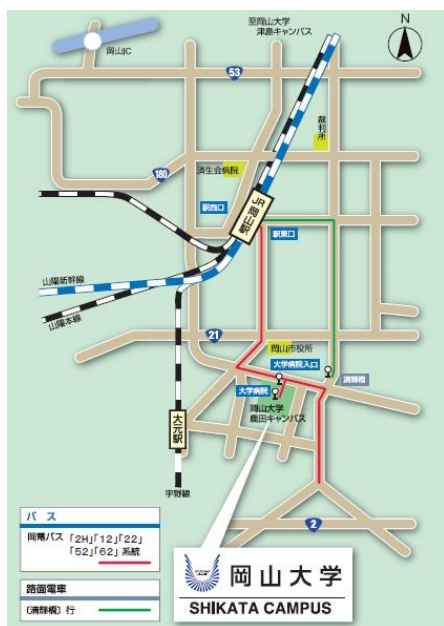 至岡山大学
津島キャンパス
N
岡山IC
53
裁判所
180
済生会病院
駅西口
JR岡山駅
駅東口
山陽新幹線
山陽本線
21
岡山市役所
大学病院入口
清輝橋
大学病院
岡山大学
鹿田キャンパス
大元駅
宇野線
2
バス
岡電バス 「2H」「12」「22」
「52」「62」系統
路面電車
〔清輝橋〕行
岡山大学
SHIKATA CAMPUS